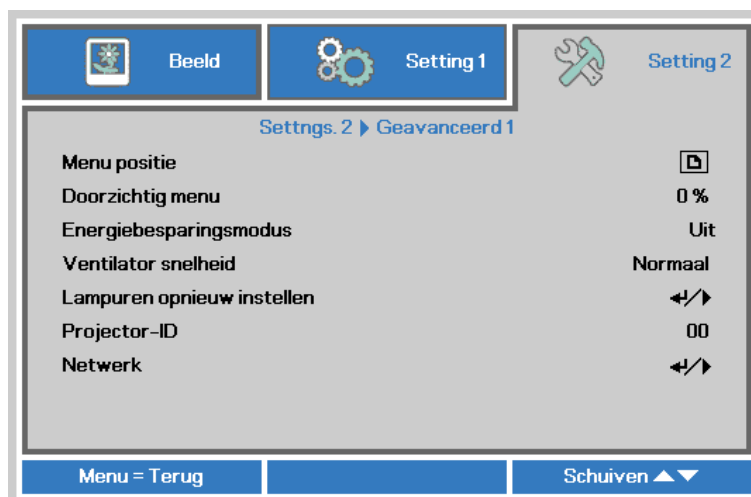 Beeld
Setting 1
Setting 2
Settngs. 2 ▶ Geavanceerd 1
Menu positie
Doorzichtig menu 0 %
Energiebesparingsmodus Uit
Ventilator snelheid Normaal
Lampuren opnieuw instellen ↵/▶
Projector-ID 00
Netwerk ↵/▶
Menu = Terug
Schuiven ▲▼